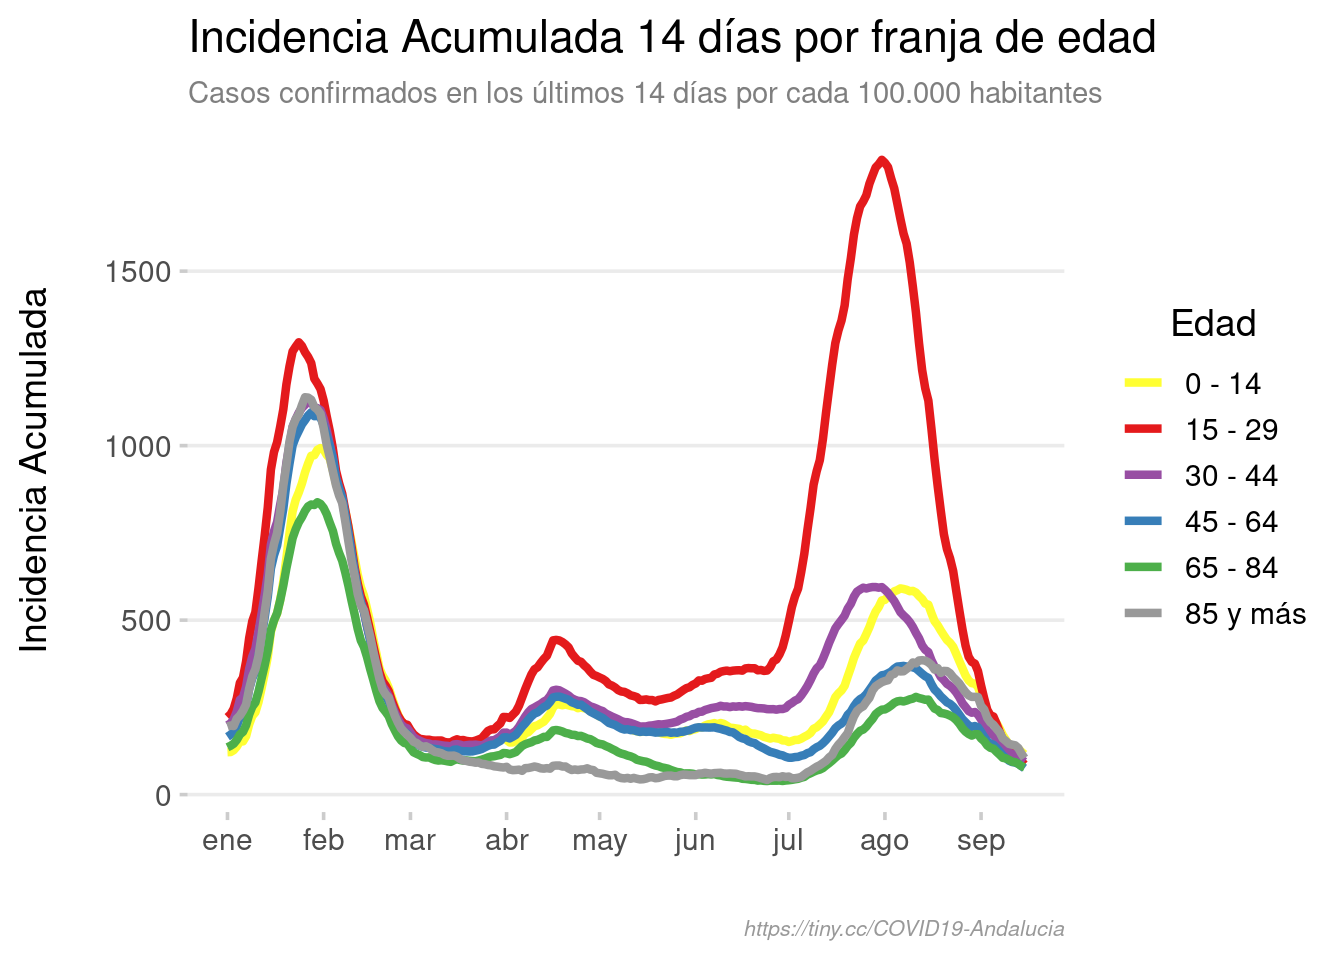 Incidencia Acumulada 14 días por franja de edad
Casos confirmados en los últimos 14 días por cada 100.000 habitantes
Incidencia Acumulada
1500
1000
500
0
ene feb mar abr may jun jul ago sep
Edad
0 - 14
15 - 29
30 - 44
45 - 64
65 - 84
85 y más
https://tiny.cc/COVID19-Andalucia